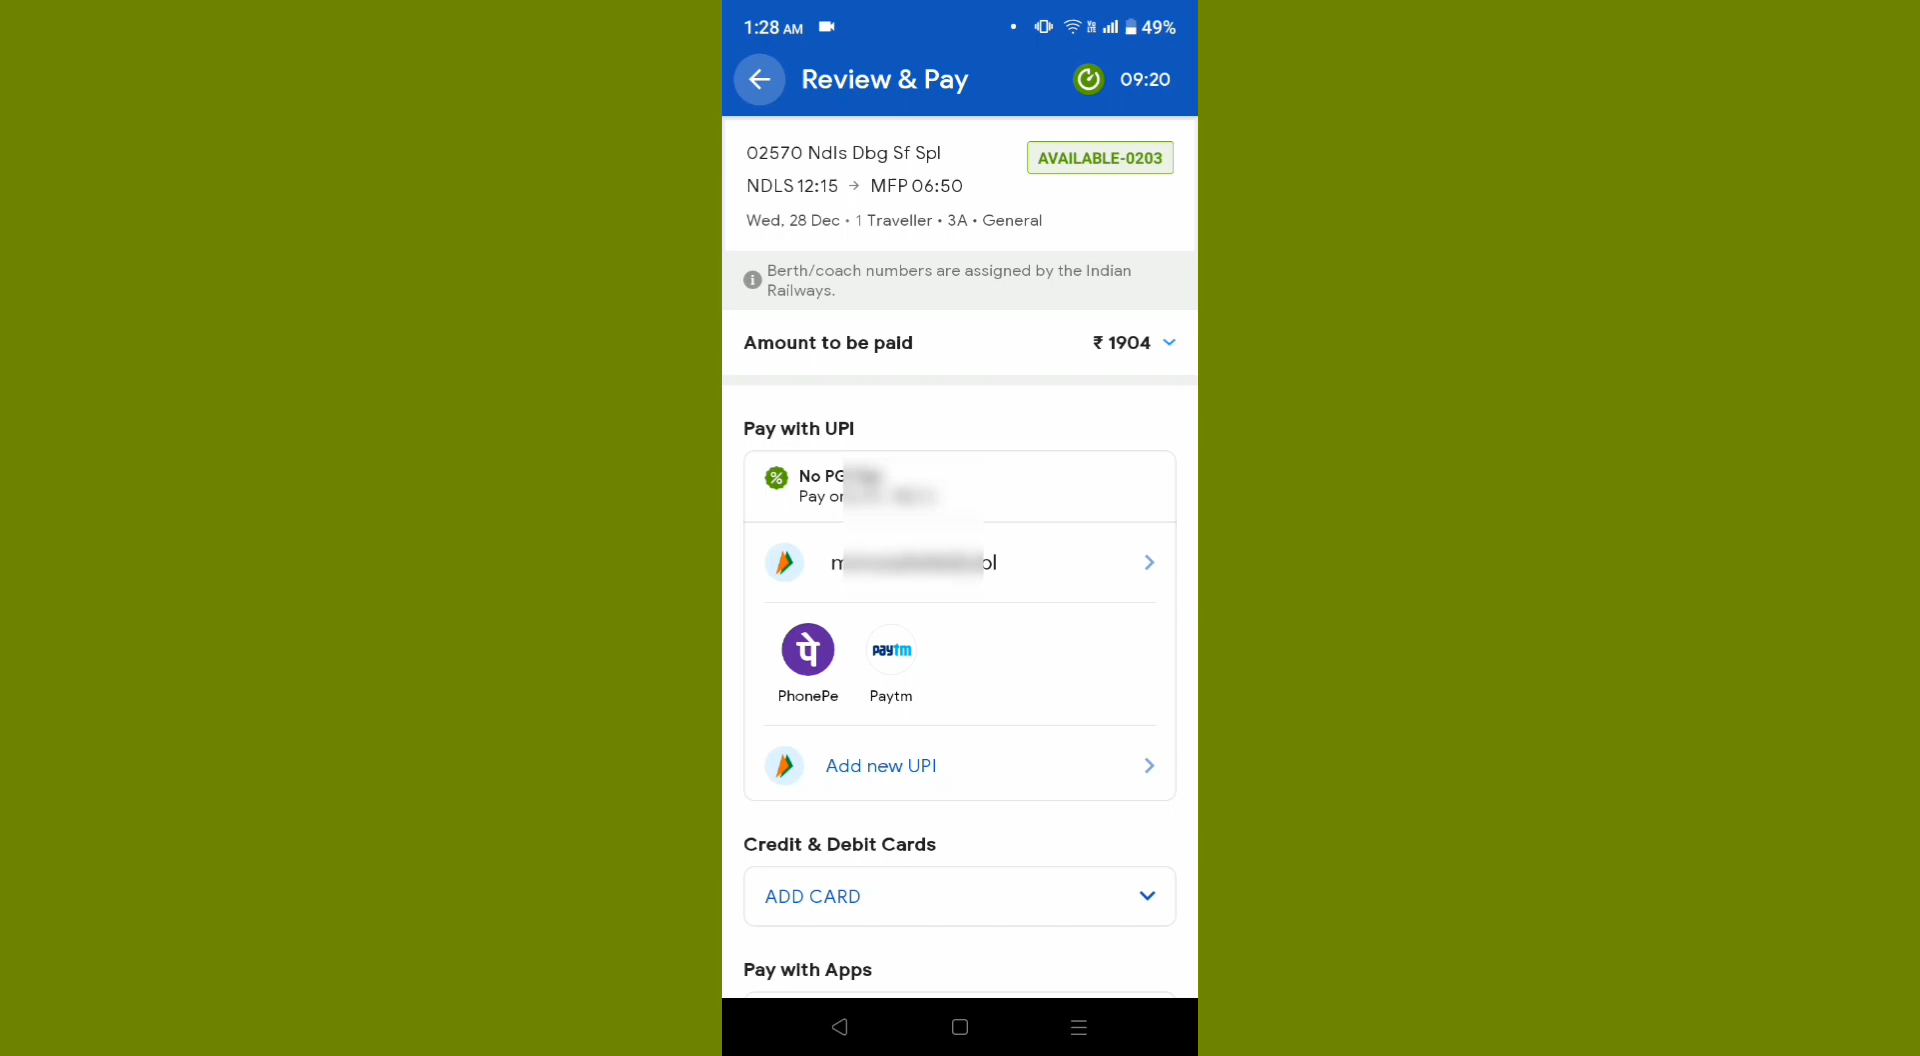 1:28 AM
49%
Review & Pay
09:20
02570 Ndls Dbg Sf Spl
AVAILABLE-0203
NDLS 12:15 → MFP 06:50
Wed, 28 Dec • 1 Traveller • 3A • General
Berth/coach numbers are assigned by the Indian
Railways.
Amount to be paid
₹ 1904
Pay with UPI
No
Pay
पे
paytm
PhonePe
Paytm
Add new UPI
Credit & Debit Cards
ADD CARD
Pay with Apps